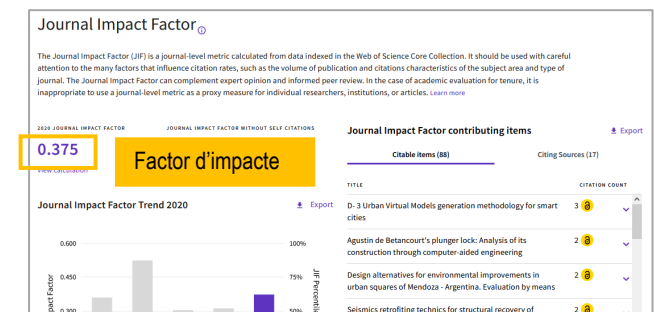 Journal Impact Factor
The Journal Impact Factor (JIF) is a journal-level metric calculated from data indexed in the Web of Science Core Collection. It should be used with careful
attention to the many factors that influence citation rates, such as the volume of publication and citations characteristics of the subject area and type of
journal. The Journal Impact Factor can complement expert opinion and informed peer review. In the case of academic evaluation for tenure, it is
inappropriate to use a journal-level metric as a proxy measure for individual researchers, institutions, or articles. Learn more
2020 JOURNAL IMPACT FACTOR
JOURNAL IMPACT FACTOR WITHOUT SELF CITATIONS
0.375
View calculation
Factor d'impacte
Journal Impact Factor Trend 2020
Export
0.600
100%
0.450
75%
0.300
50%
pact Factor
JIF Percentile
Journal Impact Factor contributing items
Export
Citable items (88)
Citing Sources (17)
TITLE
CITATION COUNT
D- 3 Urban Virtual Models generation methodology for smart
cities
3
Agustin de Betancourt's plunger lock: Analysis of its
construction through computer-aided engineering
2
Design alternatives for environmental improvements in
urban squares of Mendoza - Argentina. Evaluation by means
2
Seismics retrofiting technics for structural recovery of
2